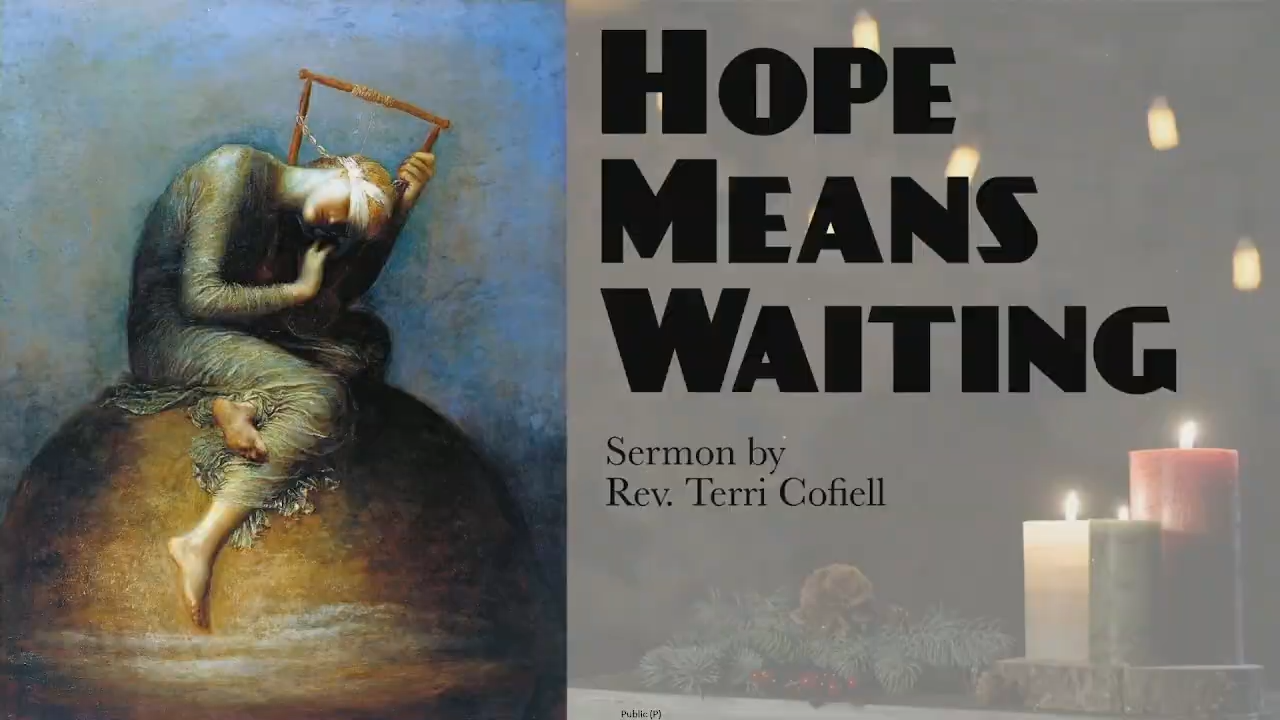 HOPE
MEANS
WAITING
Sermon by
Rev. Terri Cofiell
Public (P)